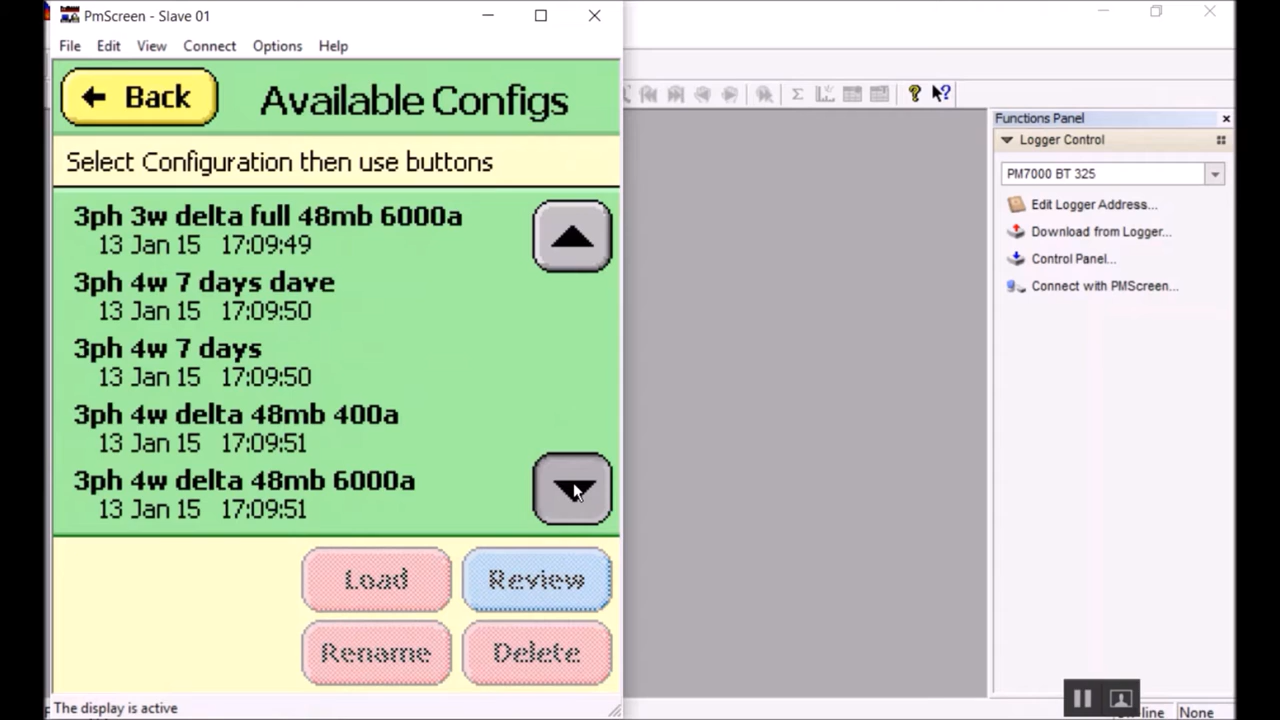 PmScreen - Slave 01
File Edit View Connect Options Help
Back
Available Configs
Select Configuration then use buttons
3ph 3w delta full 48mb 6000a
13 Jan 15 17:09:49
3ph 4w 7 days dave
13 Jan 15 17:09:50
3ph 4w 7 days
13 Jan 15 17:09:50
3ph 4w delta 48mb 400a
13 Jan 15 17:09:51
3ph 4w delta 48mb 6000a
13 Jan 15 17:09:51
Load Review
Rename Delete
The display is active
Functions Panel
Logger Control
PM7000 BT 325
Edit Logger Address...
Download from Logger...
Control Panel...
Connect with PMScreen...
None